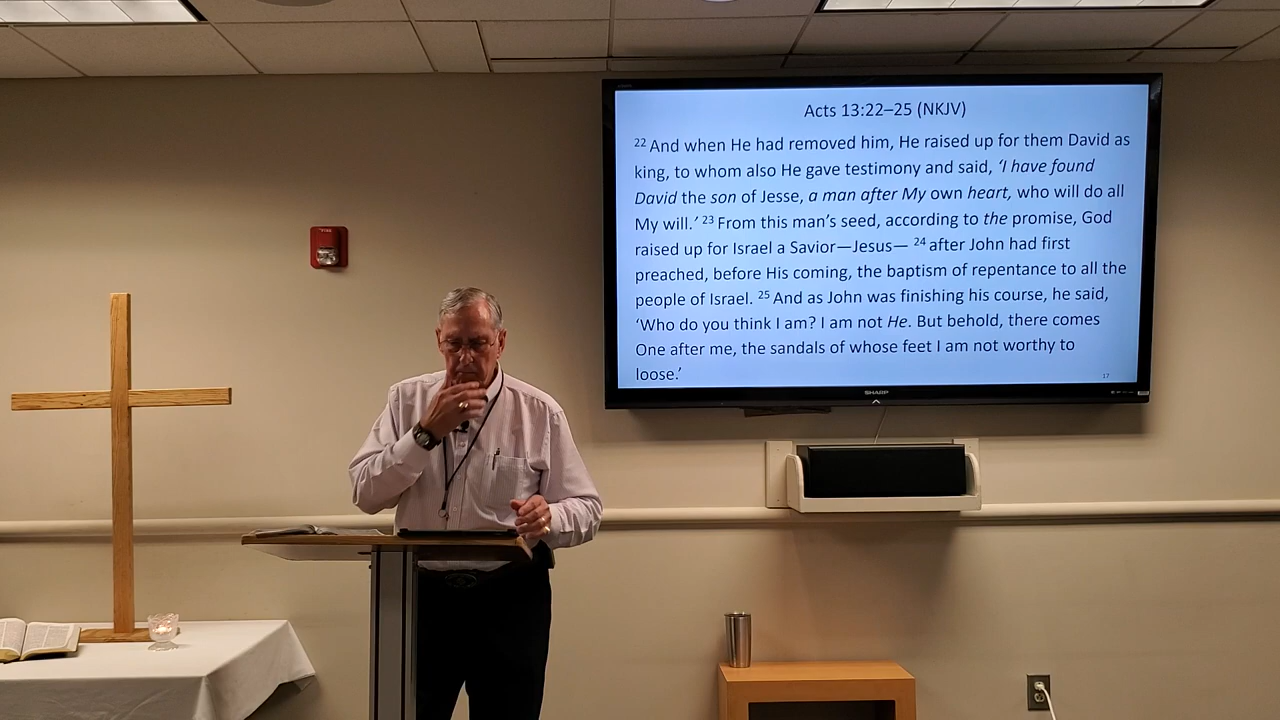 Acts 13:22–25 (NKJV)
22 And when He had removed him, He raised up for them David as
king, to whom also He gave testimony and said, ‘I have found
David the son of Jesse, a man after My own heart, who will do all
My will.’ 23 From this man’s seed, according to the promise, God
raised up for Israel a Savior—Jesus— 24 after John had first
preached, before His coming, the baptism of repentance to all the
people of Israel. 25 And as John was finishing his course, he said,
‘Who do you think I am? I am not He. But behold, there comes
One after me, the sandals of whose feet I am not worthy to
loose.’
17
SHARP
FIRE